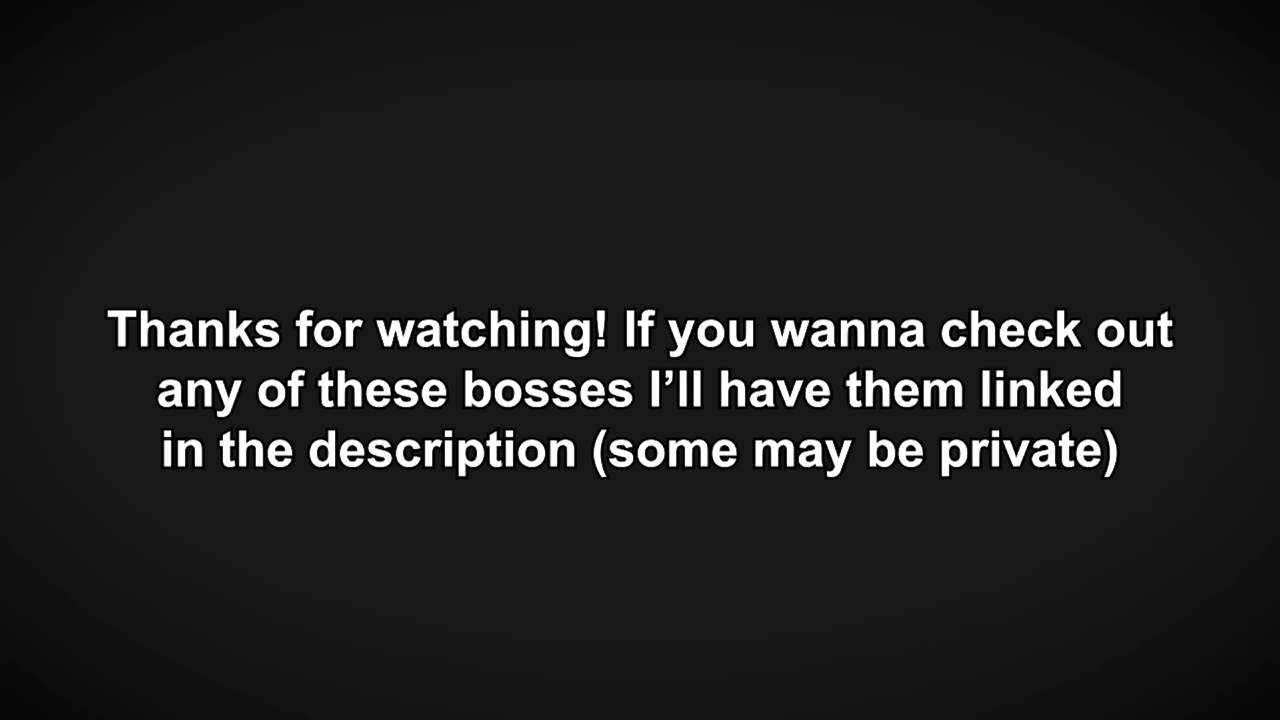 Thanks for watching! If you wanna check out
any of these bosses I’ll have them linked
in the description (some may be private)